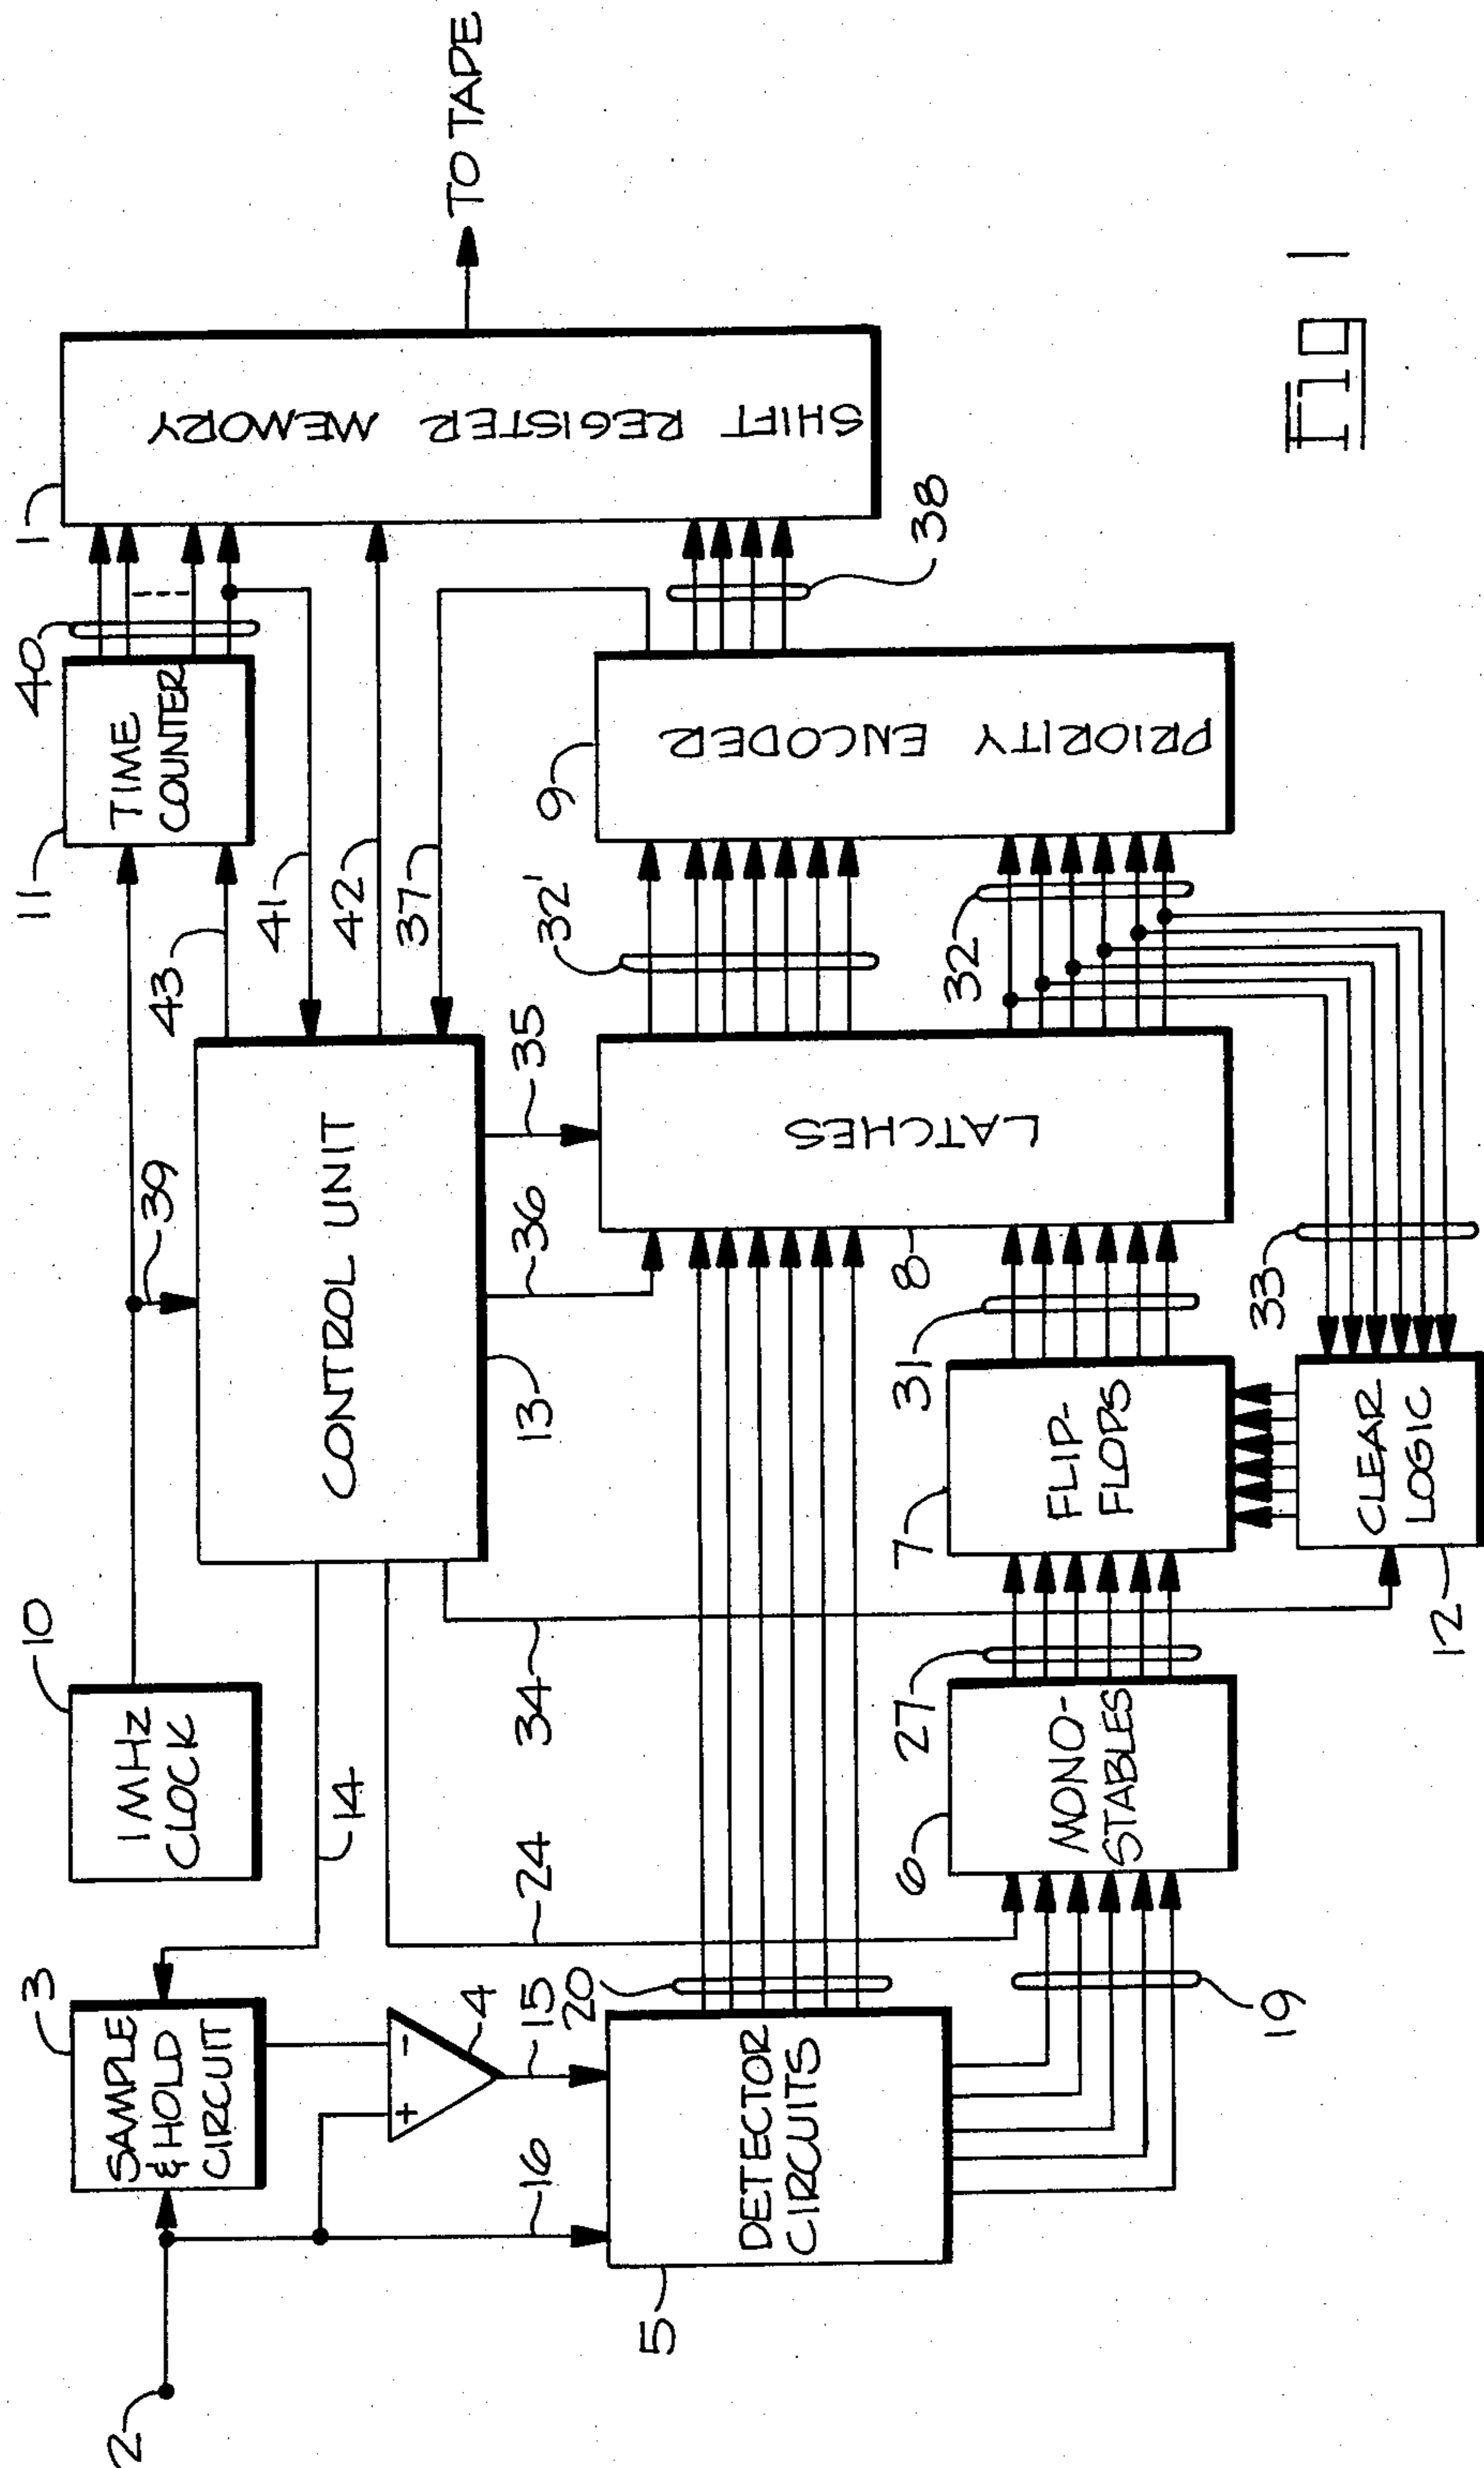 2
3
SAMPLE
& HOLD
CIRCUIT
14
10
1 MHz
CLOCK
39
43
11
TIME
COUNTER
40
1
SHIFT REGISTER MEMORY
TO TAPE
+
-
4
15
16
24
34
CONTROL UNIT
13
36
35
41
42
37
5
DETECTOR
CIRCUITS
20
19
6
MONO-
STABLES
27
7
FLIP-
FLOPS
31
8
LATCHES
32'
32
9
PRIORITY ENCODER
38
12
CLEAR
LOGIC
33
Fig 1